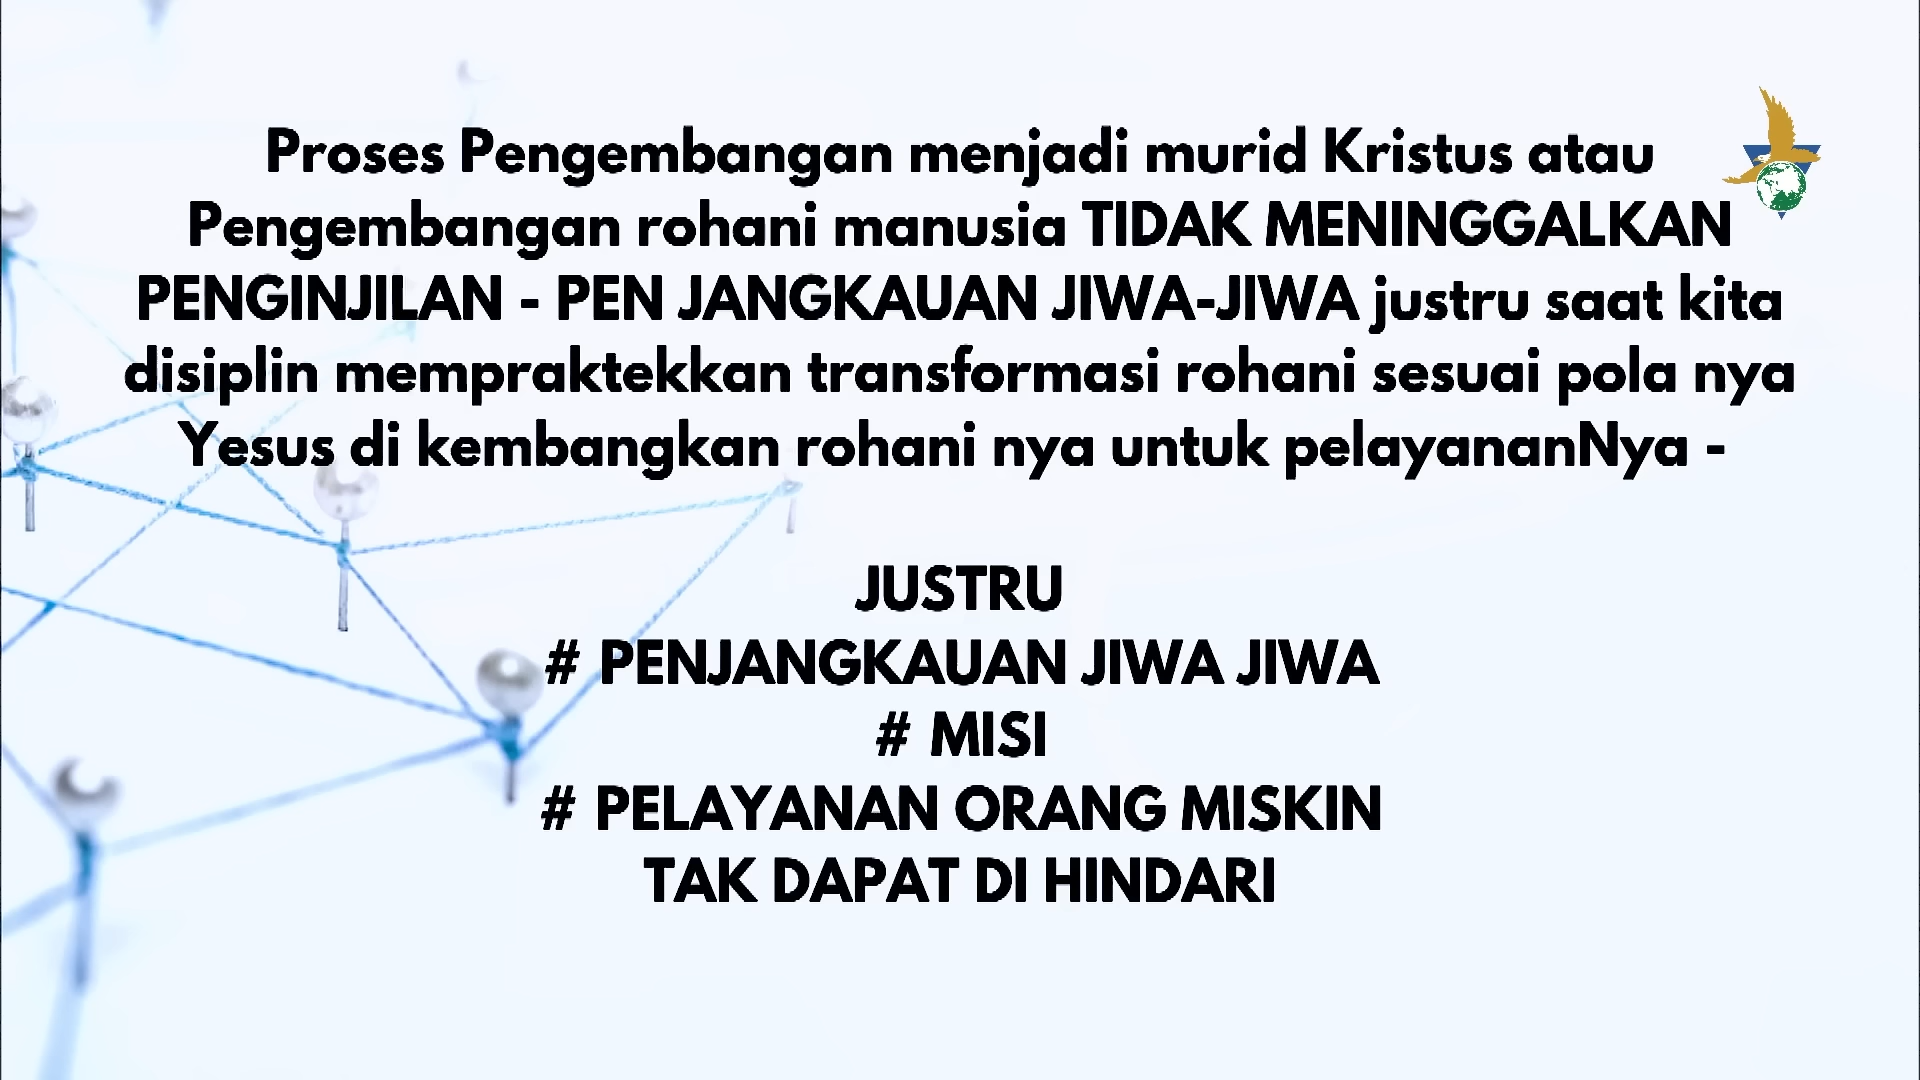 Proses Pengembangan menjadi murid Kristus atau
Pengembangan rohani manusia TIDAK MENINGGALKAN
PENGINJILAN - PEN JANGKAUAN JIWA-JIWA justru saat kita
disiplin mempraktekkan transformasi rohani sesuai pola nya
Yesus di kembangkan rohani nya untuk pelayananNya -
JUSTRU
# PENJANGKAUAN JIWA JIWA
# MISI
# PELAYANAN ORANG MISKIN
TAK DAPAT DI HINDARI